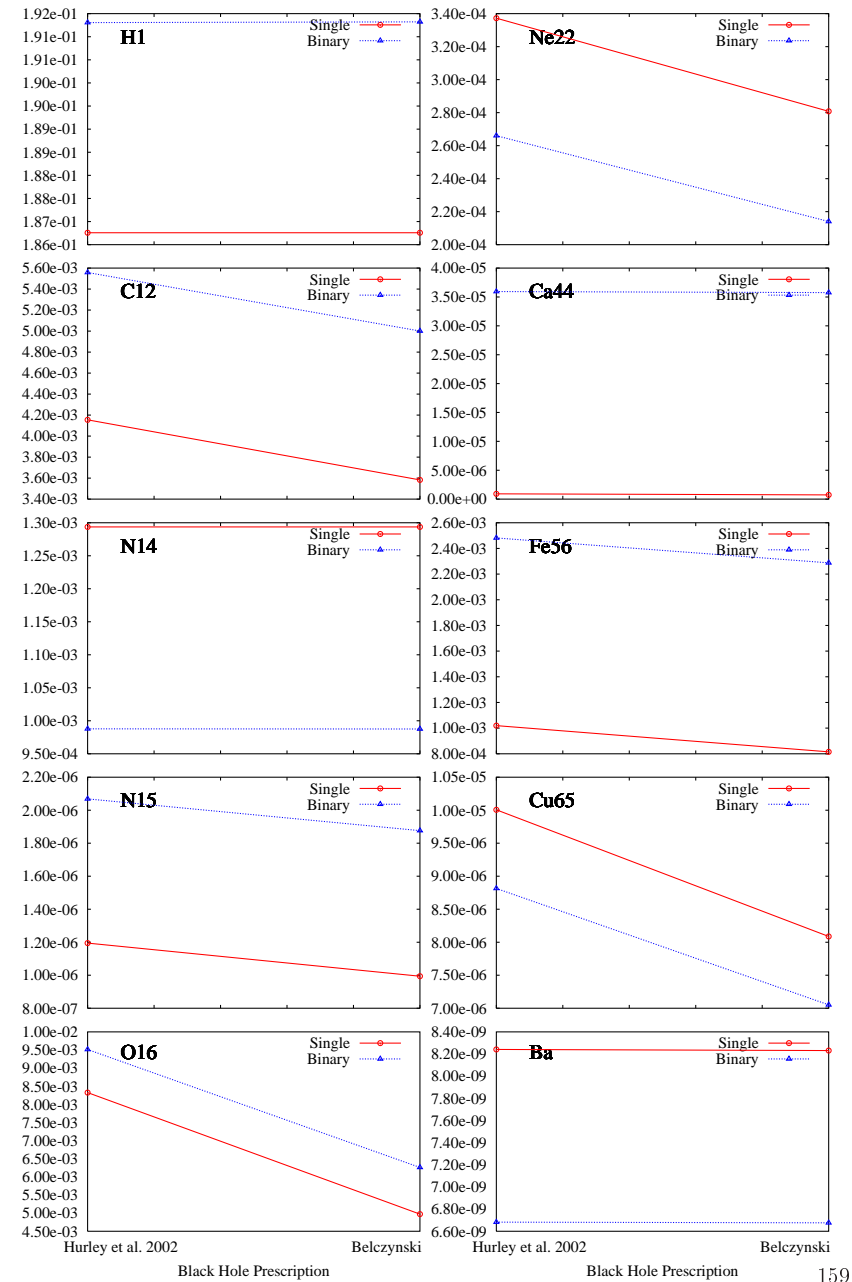 1.92e-01
1.91e-01
1.91e-01
1.90e-01
1.90e-01
1.89e-01
1.89e-01
1.88e-01
1.88e-01
1.87e-01
1.86e-01
H1
Single
Binary
3.40e-04
3.40e-04
3.00e-04
2.80e-04
2.60e-04
2.40e-04
2.20e-04
2.00e-04
Ne22
Single
Binary
5.60e-03
5.40e-03
5.20e-03
5.00e-03
4.80e-03
4.60e-03
4.40e-03
4.20e-03
4.00e-03
3.80e-03
3.60e-03
3.40e-03
C12
Single
Binary
4.00e-05
3.50e-05
3.00e-05
2.50e-05
2.00e-05
1.50e-05
1.00e-05
5.00e-06
0.00e+00
Ca44
Single
Binary
1.30e-03
1.25e-03
1.20e-03
1.15e-03
1.10e-03
1.05e-03
1.00e-03
9.50e-04
N14
Single
Binary
2.60e-03
2.40e-03
2.20e-03
2.00e-03
1.80e-03
1.60e-03
1.40e-03
1.20e-03
1.00e-03
8.00e-04
Fe56
Single
Binary
2.20e-06
2.00e-06
1.80e-06
1.60e-06
1.40e-06
1.20e-06
1.00e-06
8.00e-07
N15
Single
Binary
1.05e-05
1.00e-05
9.50e-06
9.00e-06
8.50e-06
8.00e-06
7.50e-06
7.00e-06
Cu65
Single
Binary
1.00e-02
9.50e-03
9.00e-03
8.50e-03
8.00e-03
7.50e-03
7.00e-03
6.50e-03
6.00e-03
5.50e-03
5.00e-03
4.50e-03
O16
Single
Binary
Hurley et al. 2002
Belczynski
Black Hole Prescription
8.40e-09
8.20e-09
8.00e-09
7.80e-09
7.60e-09
7.40e-09
7.20e-09
7.00e-09
6.80e-09
6.60e-09
Ba
Single
Binary
Hurley et al. 2002
Belczynski
Black Hole Prescription
159